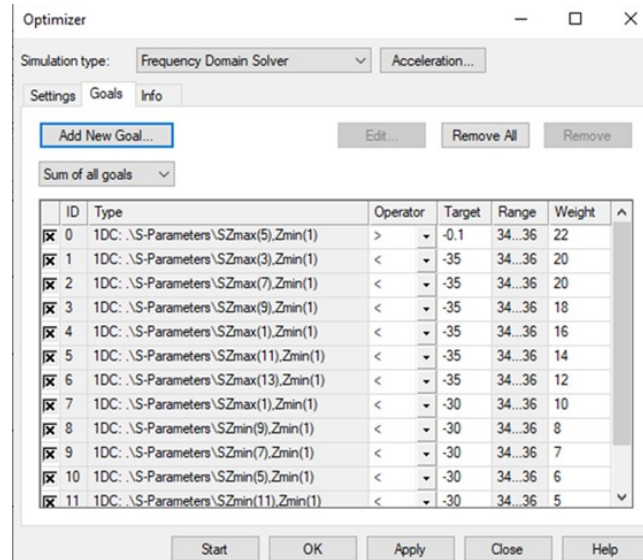 Optimizer
Simulation type: Frequency Domain Solver Acceleration...
Settings Goals Info
Add New Goal... Edit... Remove All Remove
Sum of all goals
ID Type Operator Target Range Weight
0 1DC: .\S-Parameters\SZmax(5),Zmin(1) > -0.1 34...36 22
1 1DC: .\S-Parameters\SZmax(3),Zmin(1) < -35 34...36 20
2 1DC: .\S-Parameters\SZmax(7),Zmin(1) < -35 34...36 20
3 1DC: .\S-Parameters\SZmax(9),Zmin(1) < -35 34...36 18
4 1DC: .\S-Parameters\SZmax(1),Zmin(1) < -35 34...36 16
5 1DC: .\S-Parameters\SZmax(11),Zmin(1) < -35 34...36 14
6 1DC: .\S-Parameters\SZmax(13),Zmin(1) < -35 34...36 12
7 1DC: .\S-Parameters\SZmax(1),Zmin(1) < -30 34...36 10
8 1DC: .\S-Parameters\SZmin(9),Zmin(1) < -30 34...36 8
9 1DC: .\S-Parameters\SZmin(7),Zmin(1) < -30 34...36 7
10 1DC: .\S-Parameters\SZmin(5),Zmin(1) < -30 34...36 6
11 1DC: .\S-Parameters\SZmin(11),Zmin(1) < -30 34...36 5
Start OK Apply Close Help